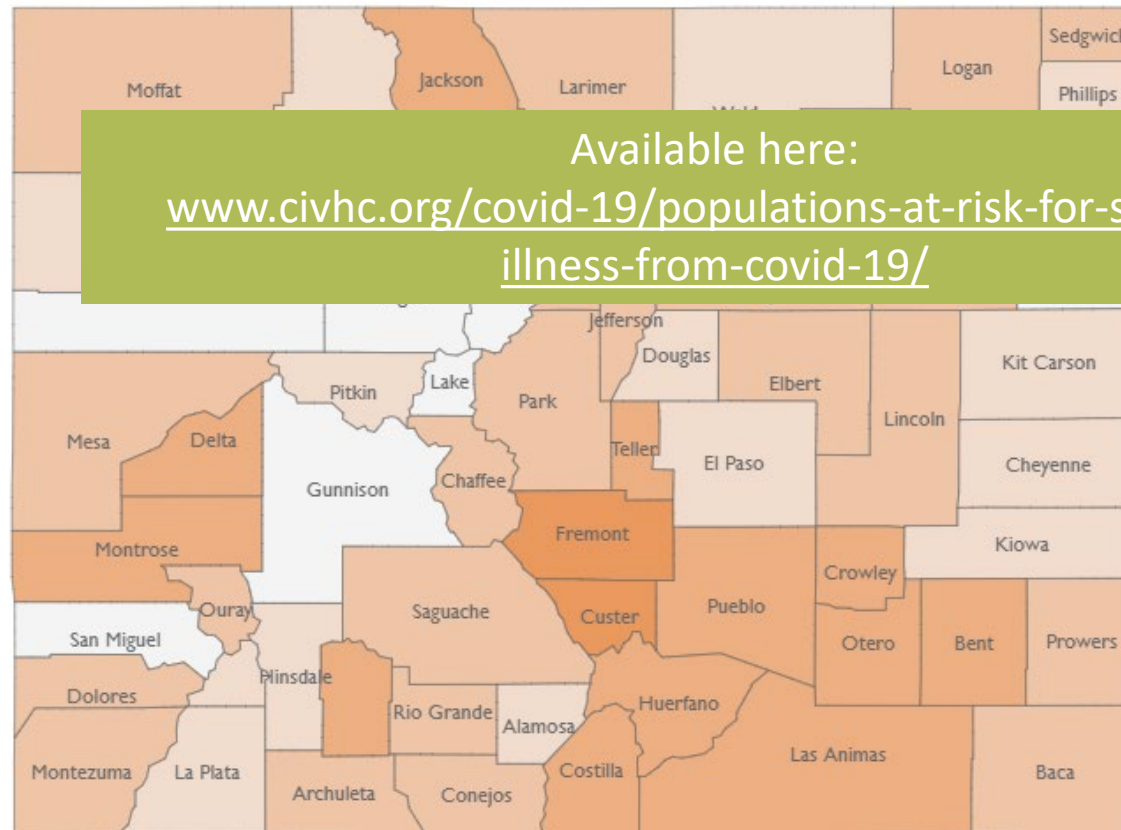 Sedgwick
Moffat
Jackson
Larimer
Logan
Phillips
Available here:
www.civhc.org/covid-19/populations-at-risk-for-s
illness-from-covid-19/
Jefferson
Douglas
Kit Carson
Pitkin
Lake
Elbert
Park
Lincoln
Mesa
Delta
Teller
El Paso
Cheyenne
Chaffee
Gunnison
Fremont
Montrose
Kiowa
Crowley
Ouray
Saguache
Custer
Pueblo
San Miguel
Otero
Bent
Prowers
Hinsdale
Dolores
Huerfano
Rio Grande
Alamosa
Las Animas
Montezuma
La Plata
Costilla
Baca
Archuleta
Conejos